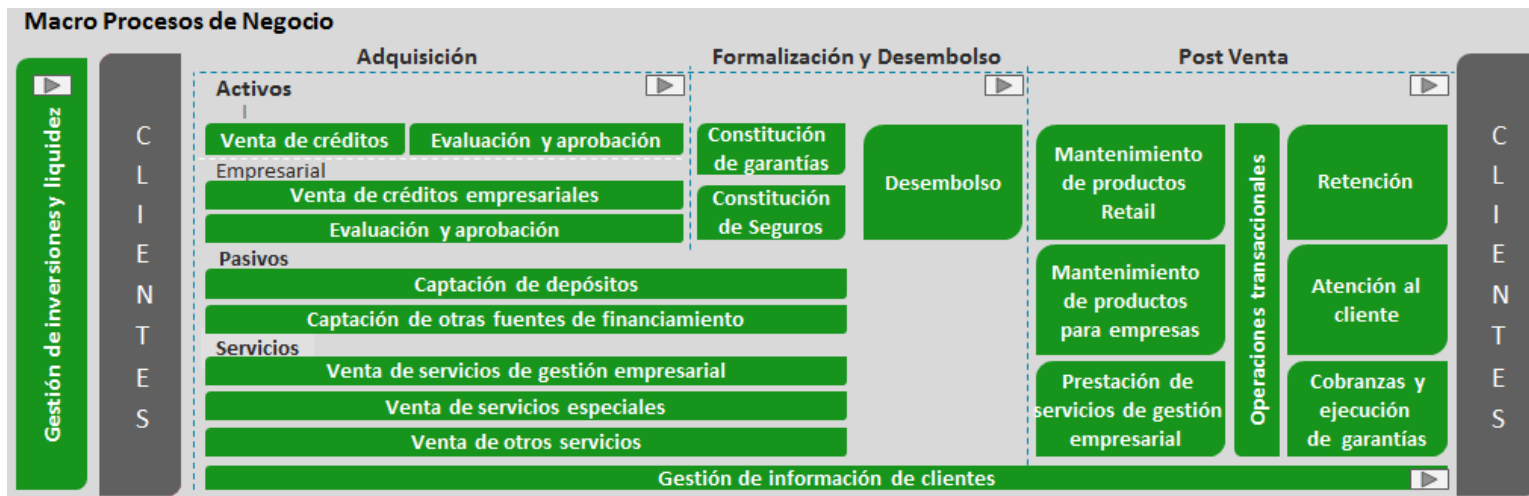 Macro Procesos de Negocio
Gestión de inversiones y liquidez
CLIENTES
Adquisición
Activos
Venta de créditos
Evaluación y aprobación
Empresarial
Venta de créditos empresariales
Evaluación y aprobación
Pasivos
Captación de depósitos
Captación de otras fuentes de financiamiento
Servicios
Venta de servicios de gestión empresarial
Venta de servicios especiales
Venta de otros servicios
Formalización y Desembolso
Constitución
de garantías
Constitución
de Seguros
Desembolso
Post Venta
Mantenimiento
de productos
Retail
Mantenimiento
de productos
para empresas
Prestación de
servicios de gestión
empresarial
Operaciones transaccionales
Retención
Atención al
cliente
Cobranzas y
ejecución
de garantías
Gestión de información de clientes
CLIENTES